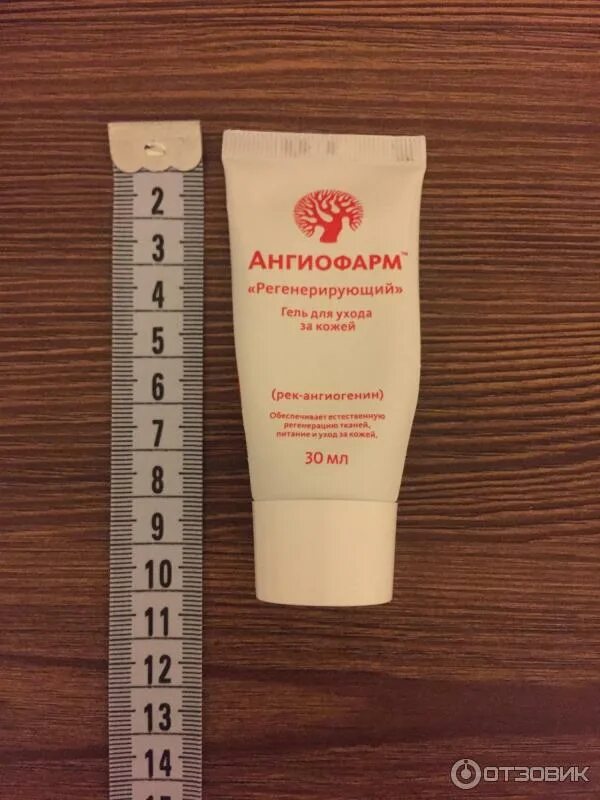 2
3
4
5
6
7
8
9
10
11
12
13
14
АНГИОФАРМ™
«Регенерирующий»
Гель для ухода
за кожей
(рек-ангиогенин)
Обеспечивает естественную
регенерацию тканей,
питание и уход за кожей.
30 мл
ОТЗОВИК